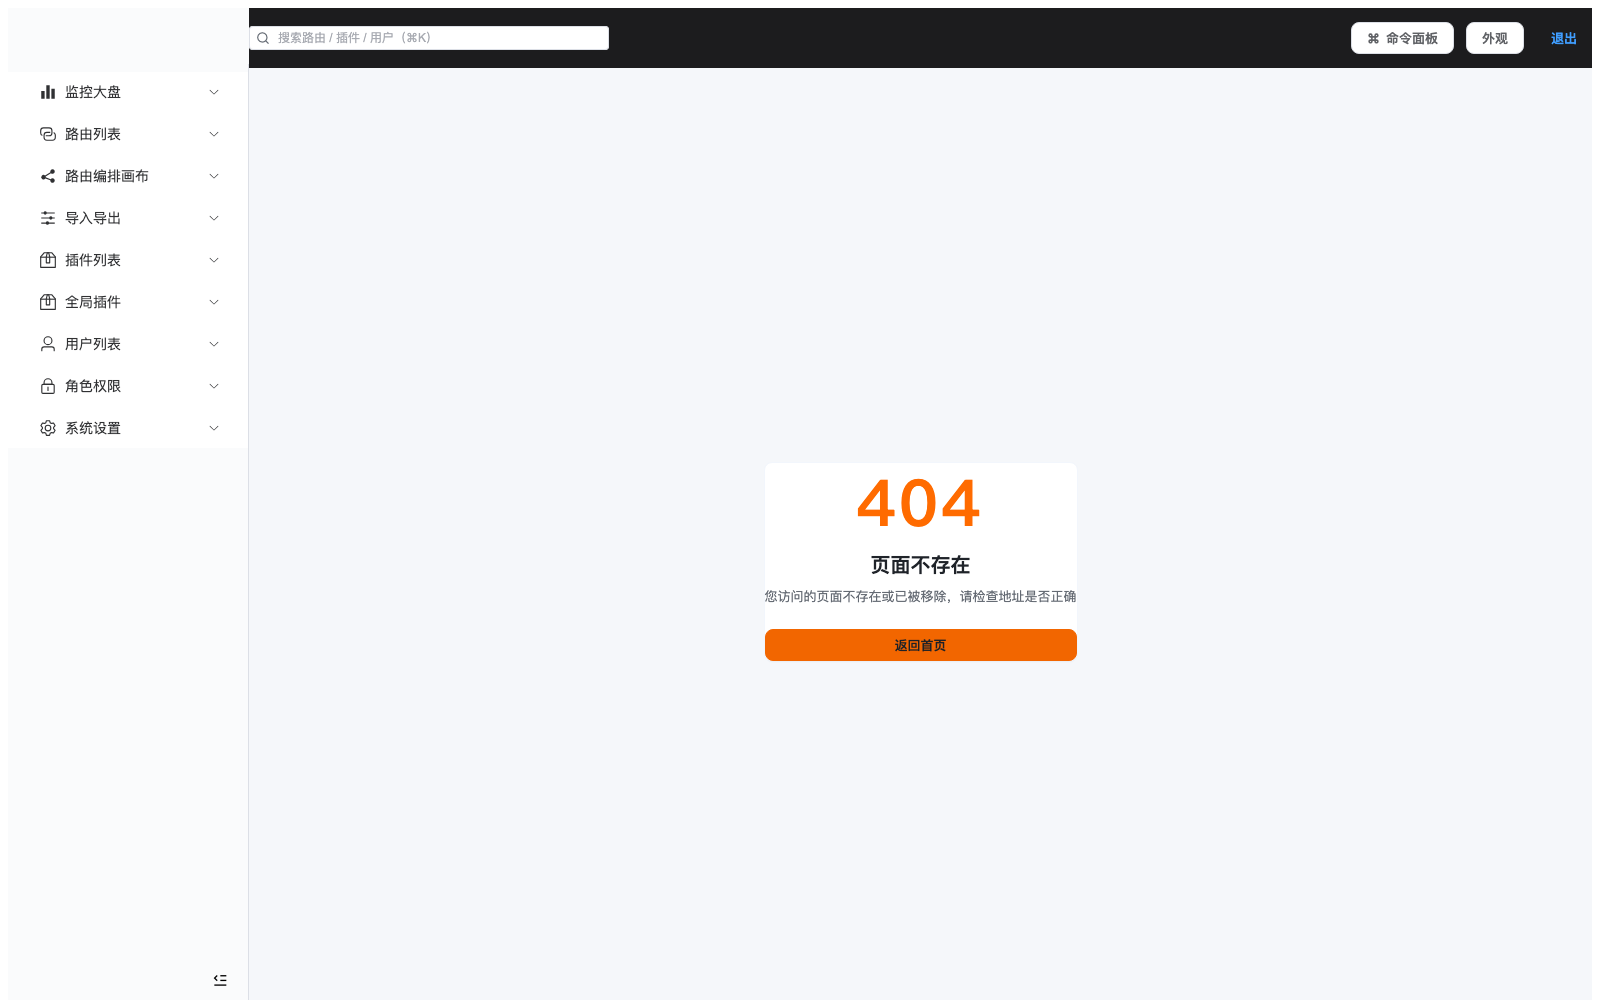 搜索路由 / 插件 / 用户（⌘K）
⌘ 命令面板
外观
退出
监控大盘
路由列表
路由编排画布
导入导出
插件列表
全局插件
用户列表
角色权限
系统设置
404
页面不存在
您访问的页面不存在或已被移除，请检查地址是否正确
返回首页